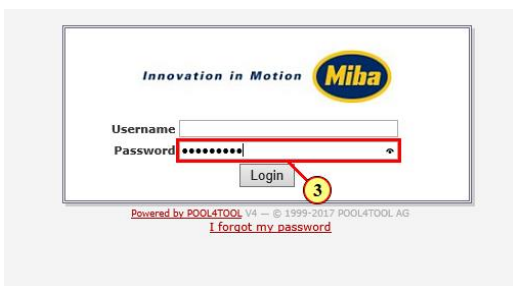 Innovation in Motion Miba
Username
Password •••••••••
Login
3
Powered by POOL4TOOL V4 — © 1999-2017 POOL4TOOL AG
I forgot my password